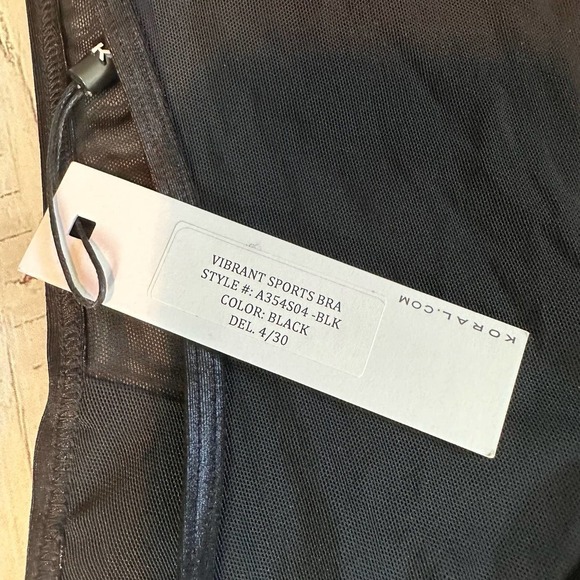 K
VIBRANT SPORTS BRA
STYLE #: A354S04 -BLK
COLOR: BLACK
DEL. 4/30
KORAL.COM